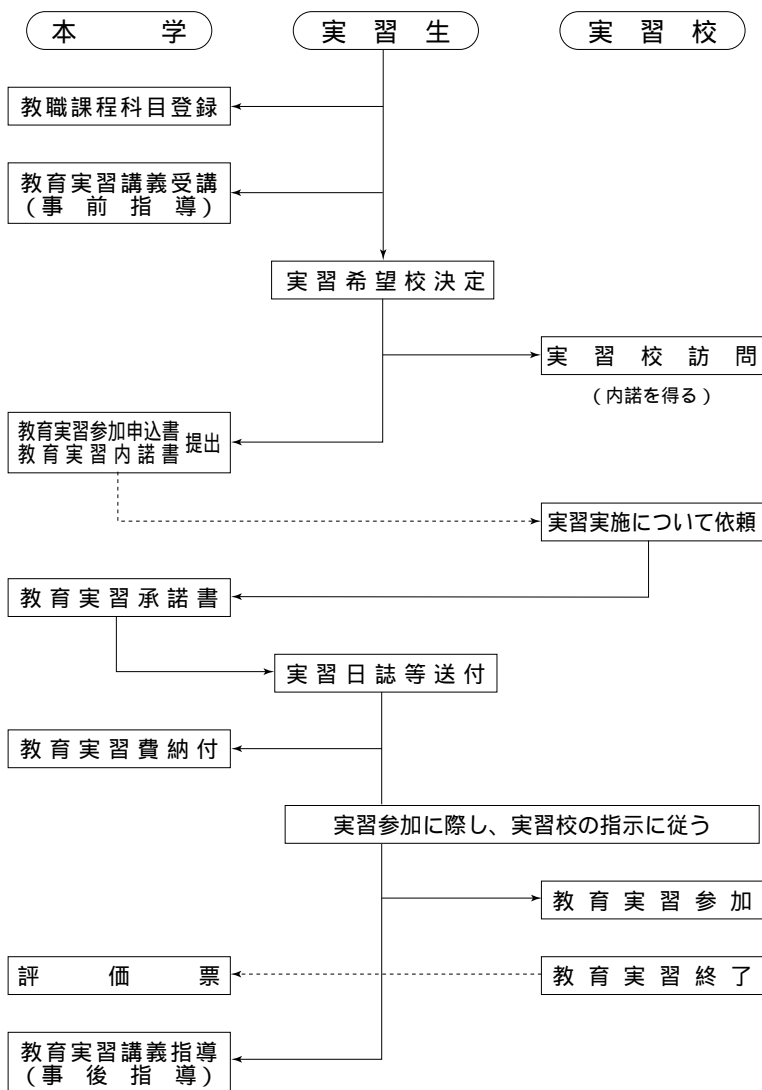 本学
実習生
実習校
教職課程科目登録
教育実習講義受講
(事前指導)
実習希望校決定
実習校訪問
(内諾を得る)
教育実習参加申込書
教育実習内諾書
提出
実習実施について依頼
教育実習承諾書
実習日誌等送付
教育実習費納付
実習参加に際し、実習校の指示に従う
教育実習参加
評価票
教育実習終了
教育実習講義指導
(事後指導)